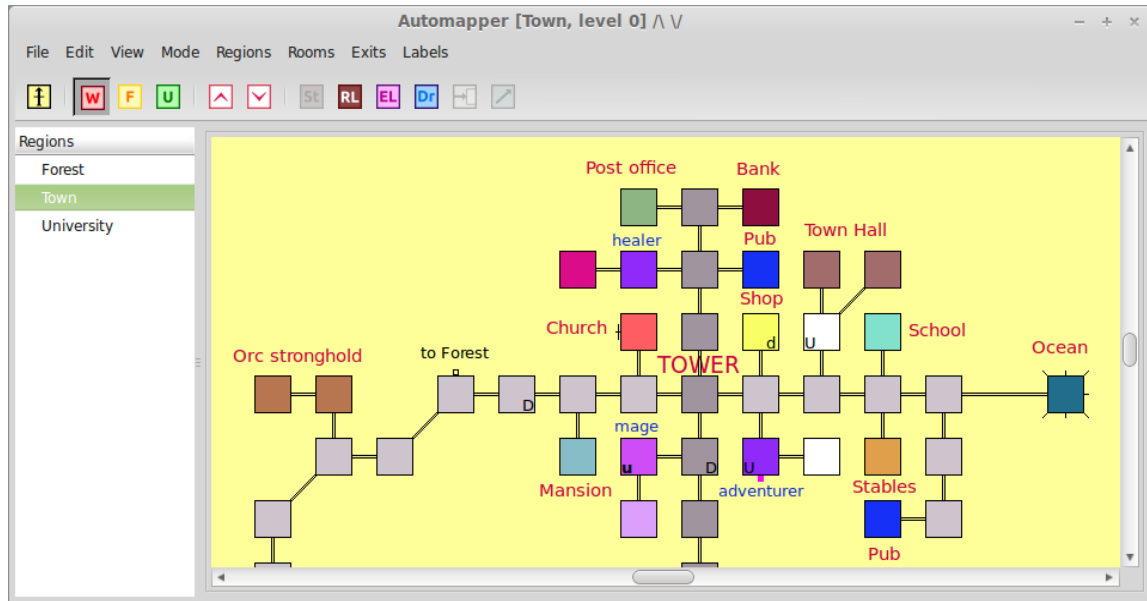 Automapper [Town, level 0] /\ \/
File Edit View Mode Regions Rooms Exits Labels
W F U St RL EL Dr
Regions
Forest
Town
University
Post office Bank
healer Pub
Town Hall
Shop
Church d U School
Orc stronghold to Forest TOWER Ocean
D
mage
u D U
Mansion adventurer Stables
Pub